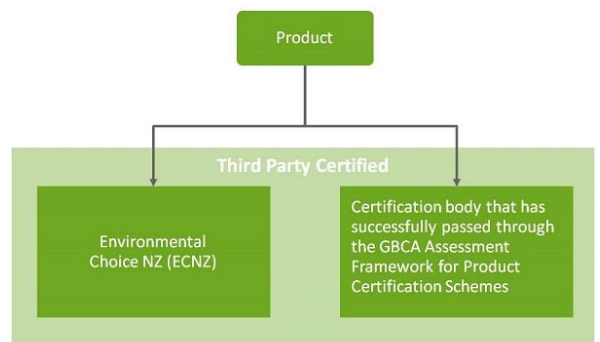 Product
Third Party Certified
Environmental
Choice NZ (ECNZ)
Certification body that has
successfully passed through
the GBCA Assessment
Framework for Product
Certification Schemes